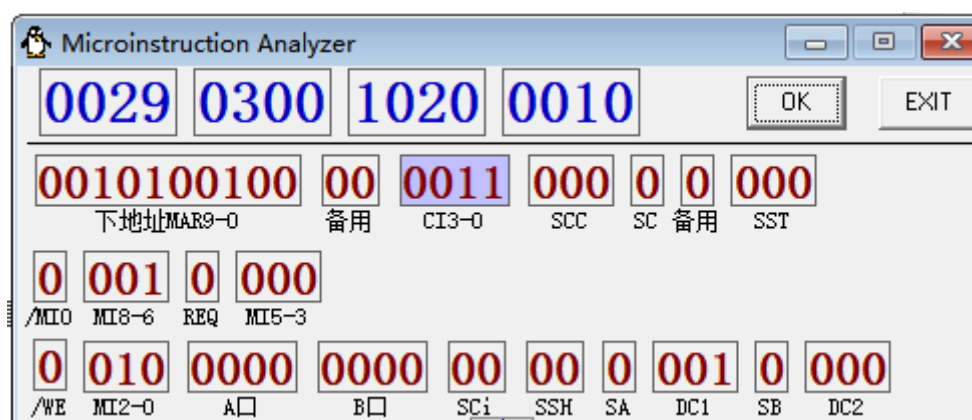 Microinstruction Analyzer
0029 0300 1020 0010 OK EXIT
0010100100 00 0011 000 0 0 000
下地址MAR9-0 备用 CI3-0 SCC SC 备用 SST
0 001 0 000
/MIO MI8-6 REQ MI5-3
0 010 0000 0000 00 00 0 001 0 000
/WE MI2-0 A口 B口 SCi SSH SA DC1 SB DC2